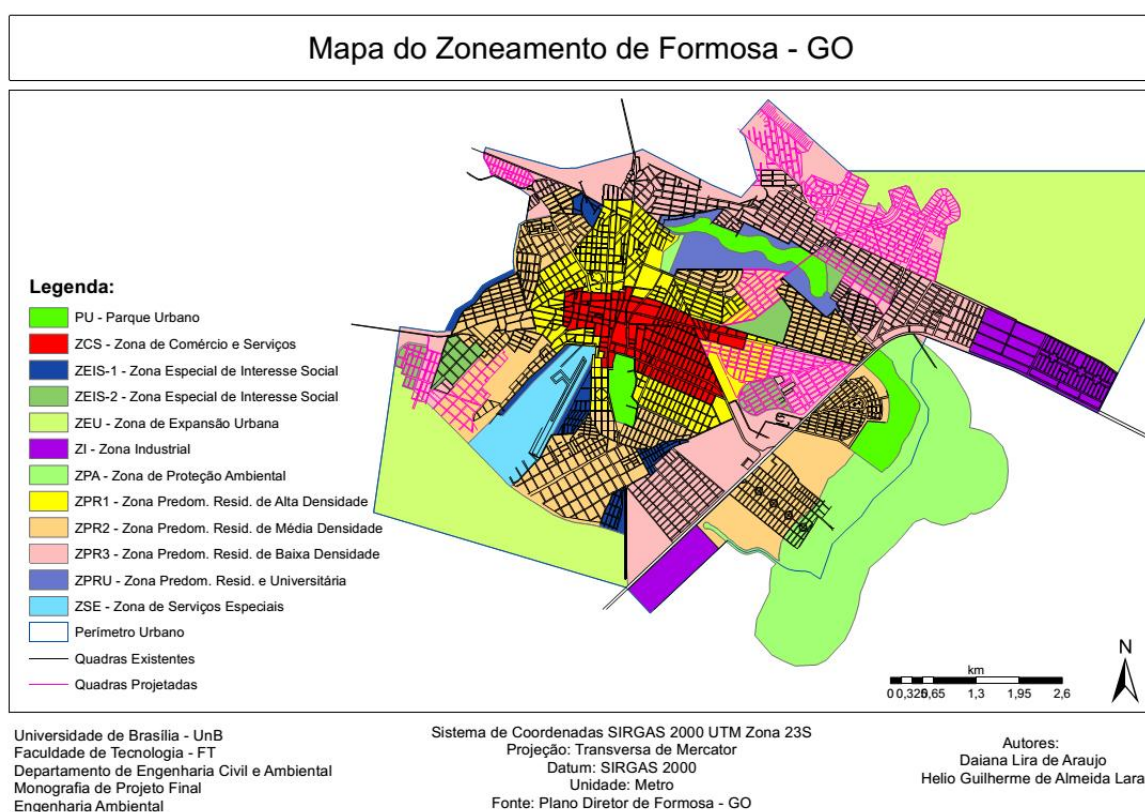 Mapa do Zoneamento de Formosa - GO
Legenda:
PU - Parque Urbano
ZCS - Zona de Comércio e Serviços
ZEIS-1 - Zona Especial de Interesse Social
ZEIS-2 - Zona Especial de Interesse Social
ZEU - Zona de Expansão Urbana
ZI - Zona Industrial
ZPA - Zona de Proteção Ambiental
ZPR1 - Zona Predom. Resid. de Alta Densidade
ZPR2 - Zona Predom. Resid. de Média Densidade
ZPR3 - Zona Predom. Resid. de Baixa Densidade
ZPRU - Zona Predom. Resid. e Universitária
ZSE - Zona de Serviços Especiais
Perímetro Urbano
Quadras Existentes
Quadras Projetadas
N
km
0 0,325 0,65 1,3 1,95 2,6
Universidade de Brasília - UnB
Faculdade de Tecnologia - FT
Departamento de Engenharia Civil e Ambiental
Monografia de Projeto Final
Engenharia Ambiental
Sistema de Coordenadas SIRGAS 2000 UTM Zona 23S
Projeção: Transversa de Mercator
Datum: SIRGAS 2000
Unidade: Metro
Fonte: Plano Diretor de Formosa - GO
Autores:
Daiana Lira de Araujo
Helio Guilherme de Almeida Lara